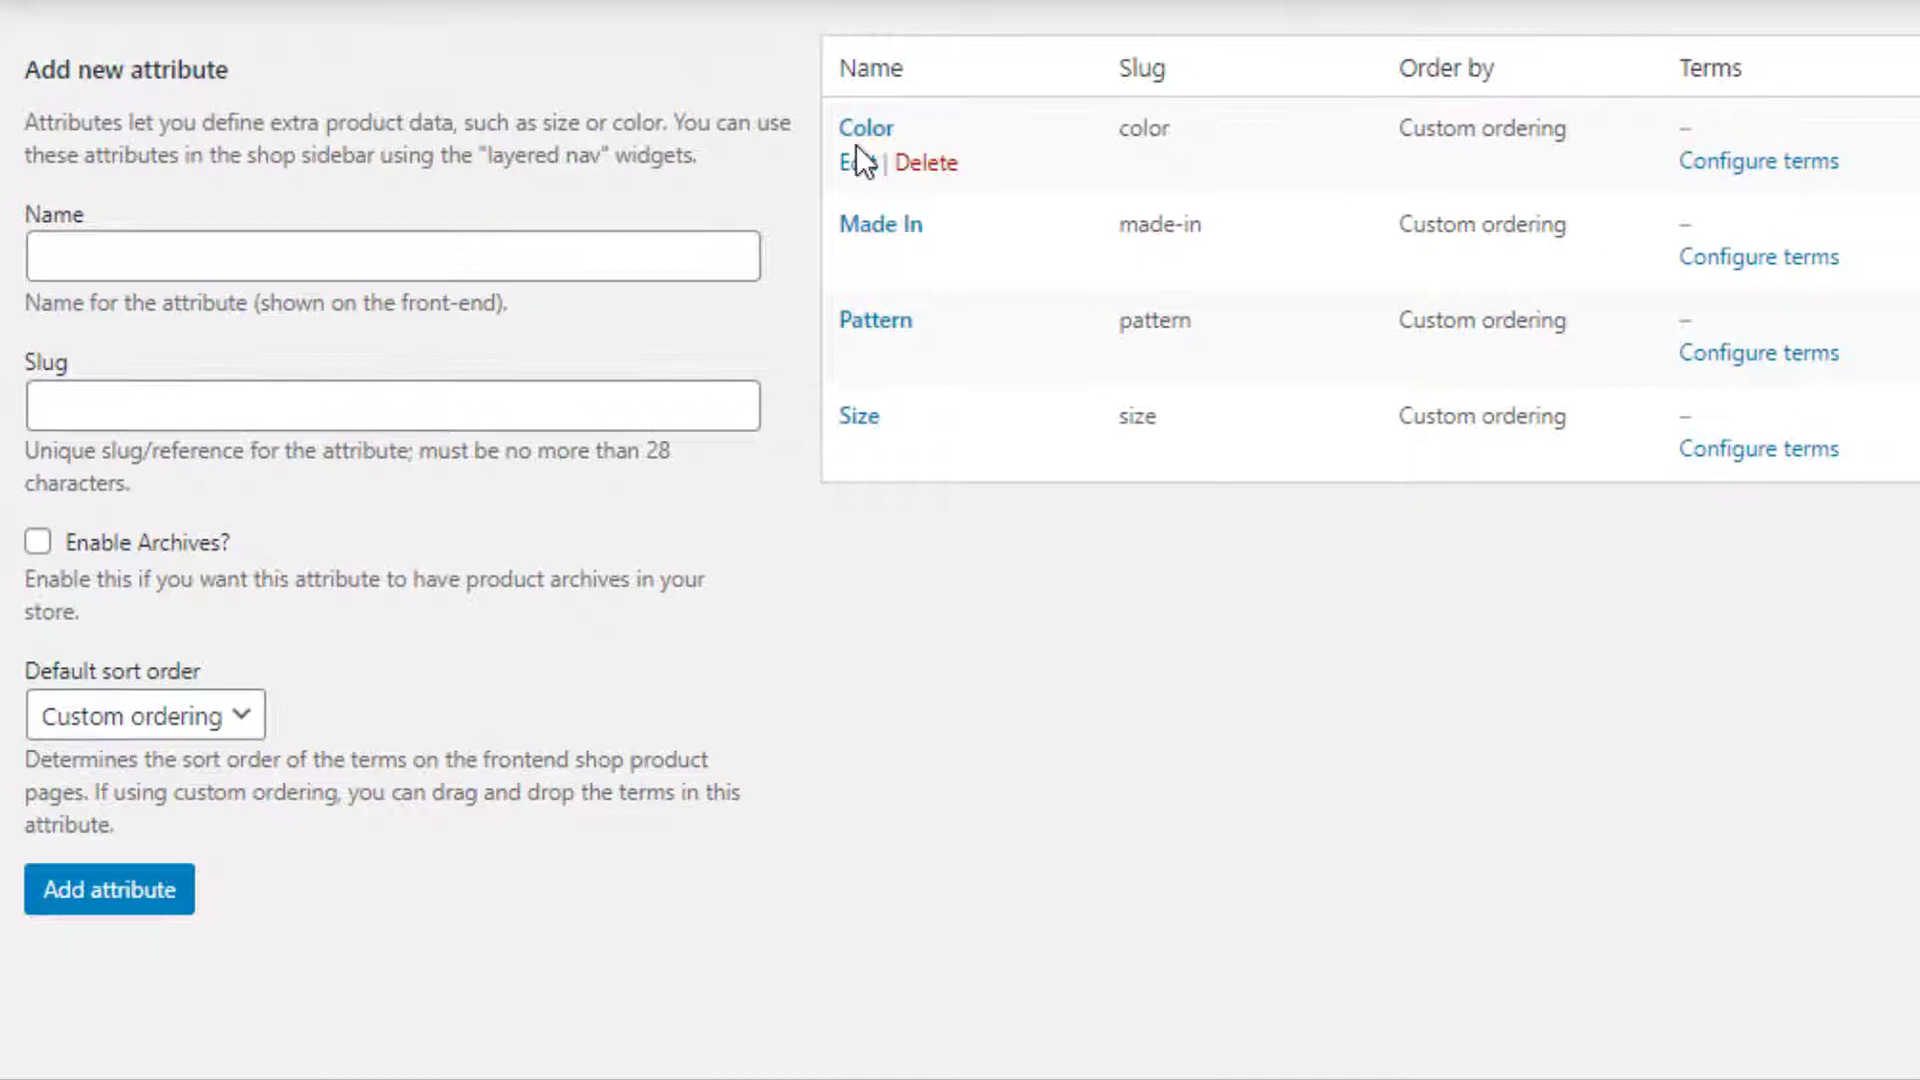 Add new attribute
Attributes let you define extra product data, such as size or color. You can use
these attributes in the shop sidebar using the "layered nav" widgets.
Name
Name for the attribute (shown on the front-end).
Slug
Unique slug/reference for the attribute; must be no more than 28
characters.
Enable Archives?
Enable this if you want this attribute to have product archives in your
store.
Default sort order
Custom ordering
Determines the sort order of the terms on the frontend shop product
pages. If using custom ordering, you can drag and drop the terms in this
attribute.
Add attribute
Name Slug Order by Terms
Color color Custom ordering –
| Delete Configure terms
Made In made-in Custom ordering –
Configure terms
Pattern pattern Custom ordering –
Configure terms
Size size Custom ordering –
Configure terms